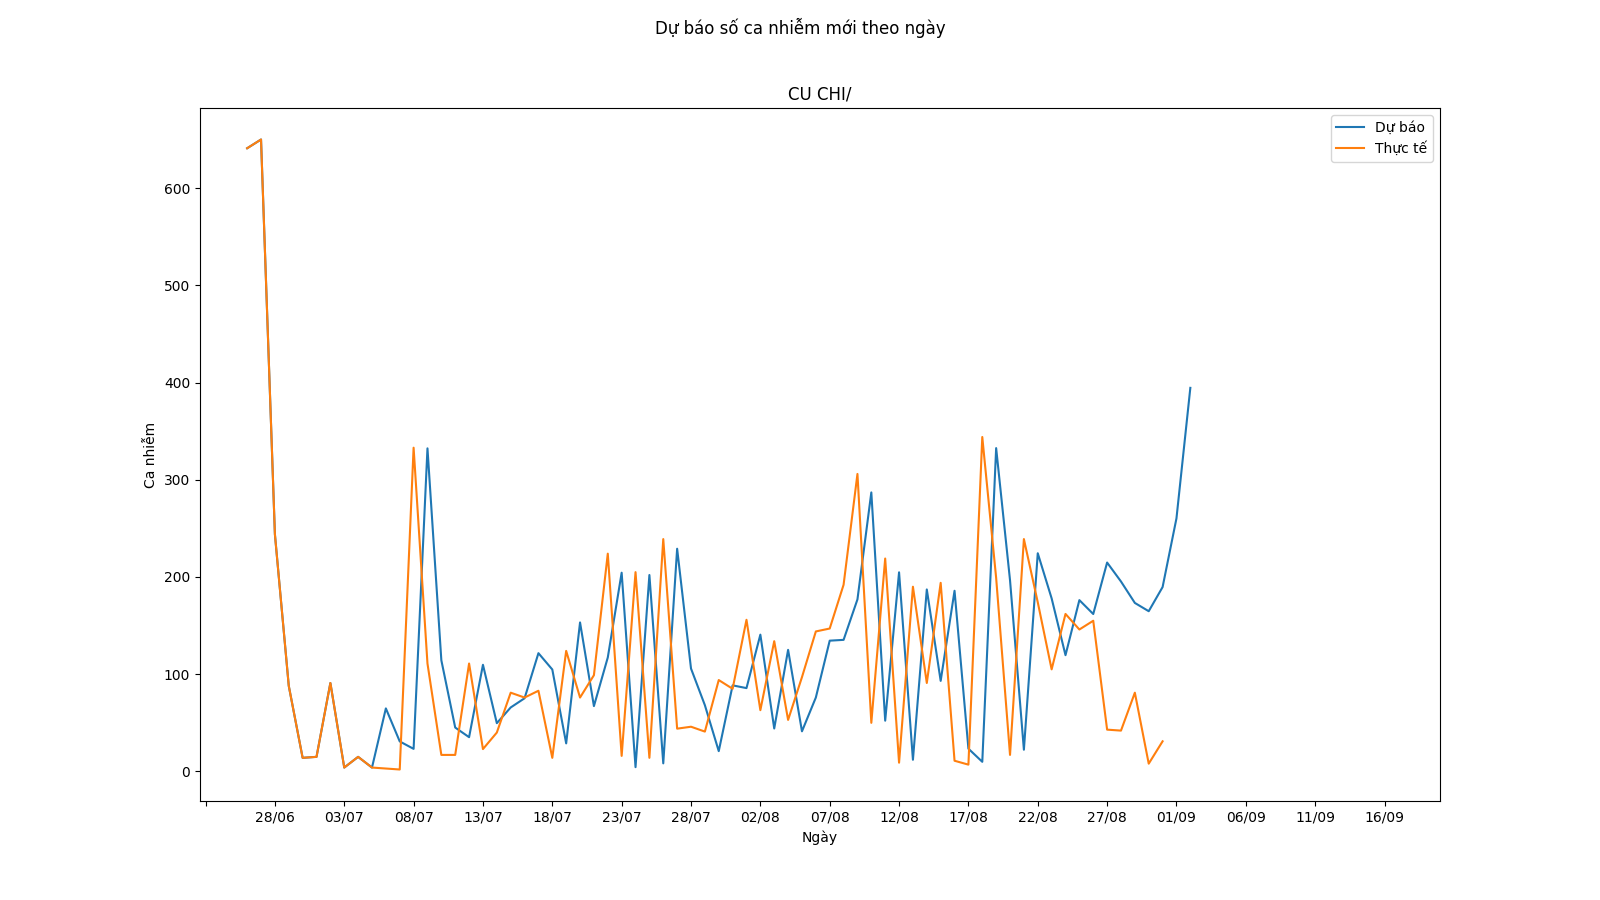 Dự báo số ca nhiễm mới theo ngày
CU CHI/
Dự báo
Thực tế
Ca nhiễm
600
500
400
300
200
100
0
28/06 03/07 08/07 13/07 18/07 23/07 28/07 02/08 07/08 12/08 17/08 22/08 27/08 01/09 06/09 11/09 16/09
Ngày